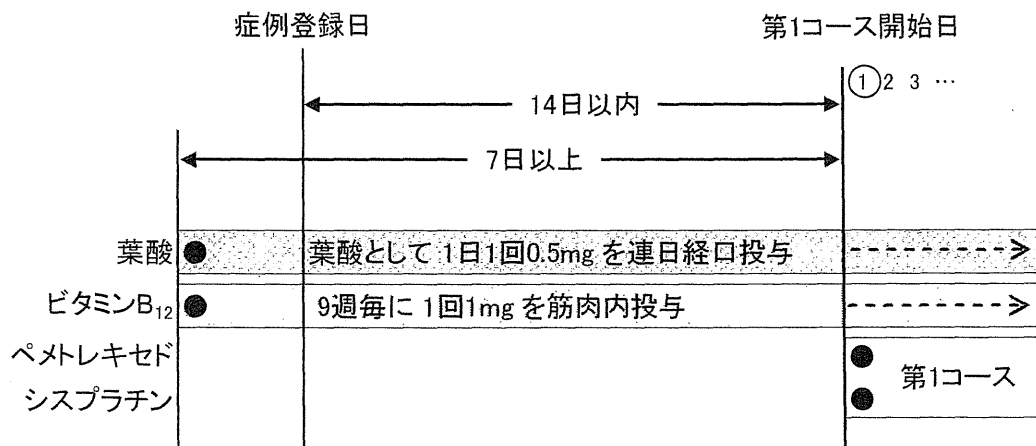 症例登録日
第1コース開始日
①2 3 …
14日以内
7日以上
葉酸 葉酸として 1日1回0.5mg を連日経口投与
ビタミンB₁₂ 9週毎に 1回1mg を筋肉内投与
ペメトレキセド
第1コース
シスプラチン